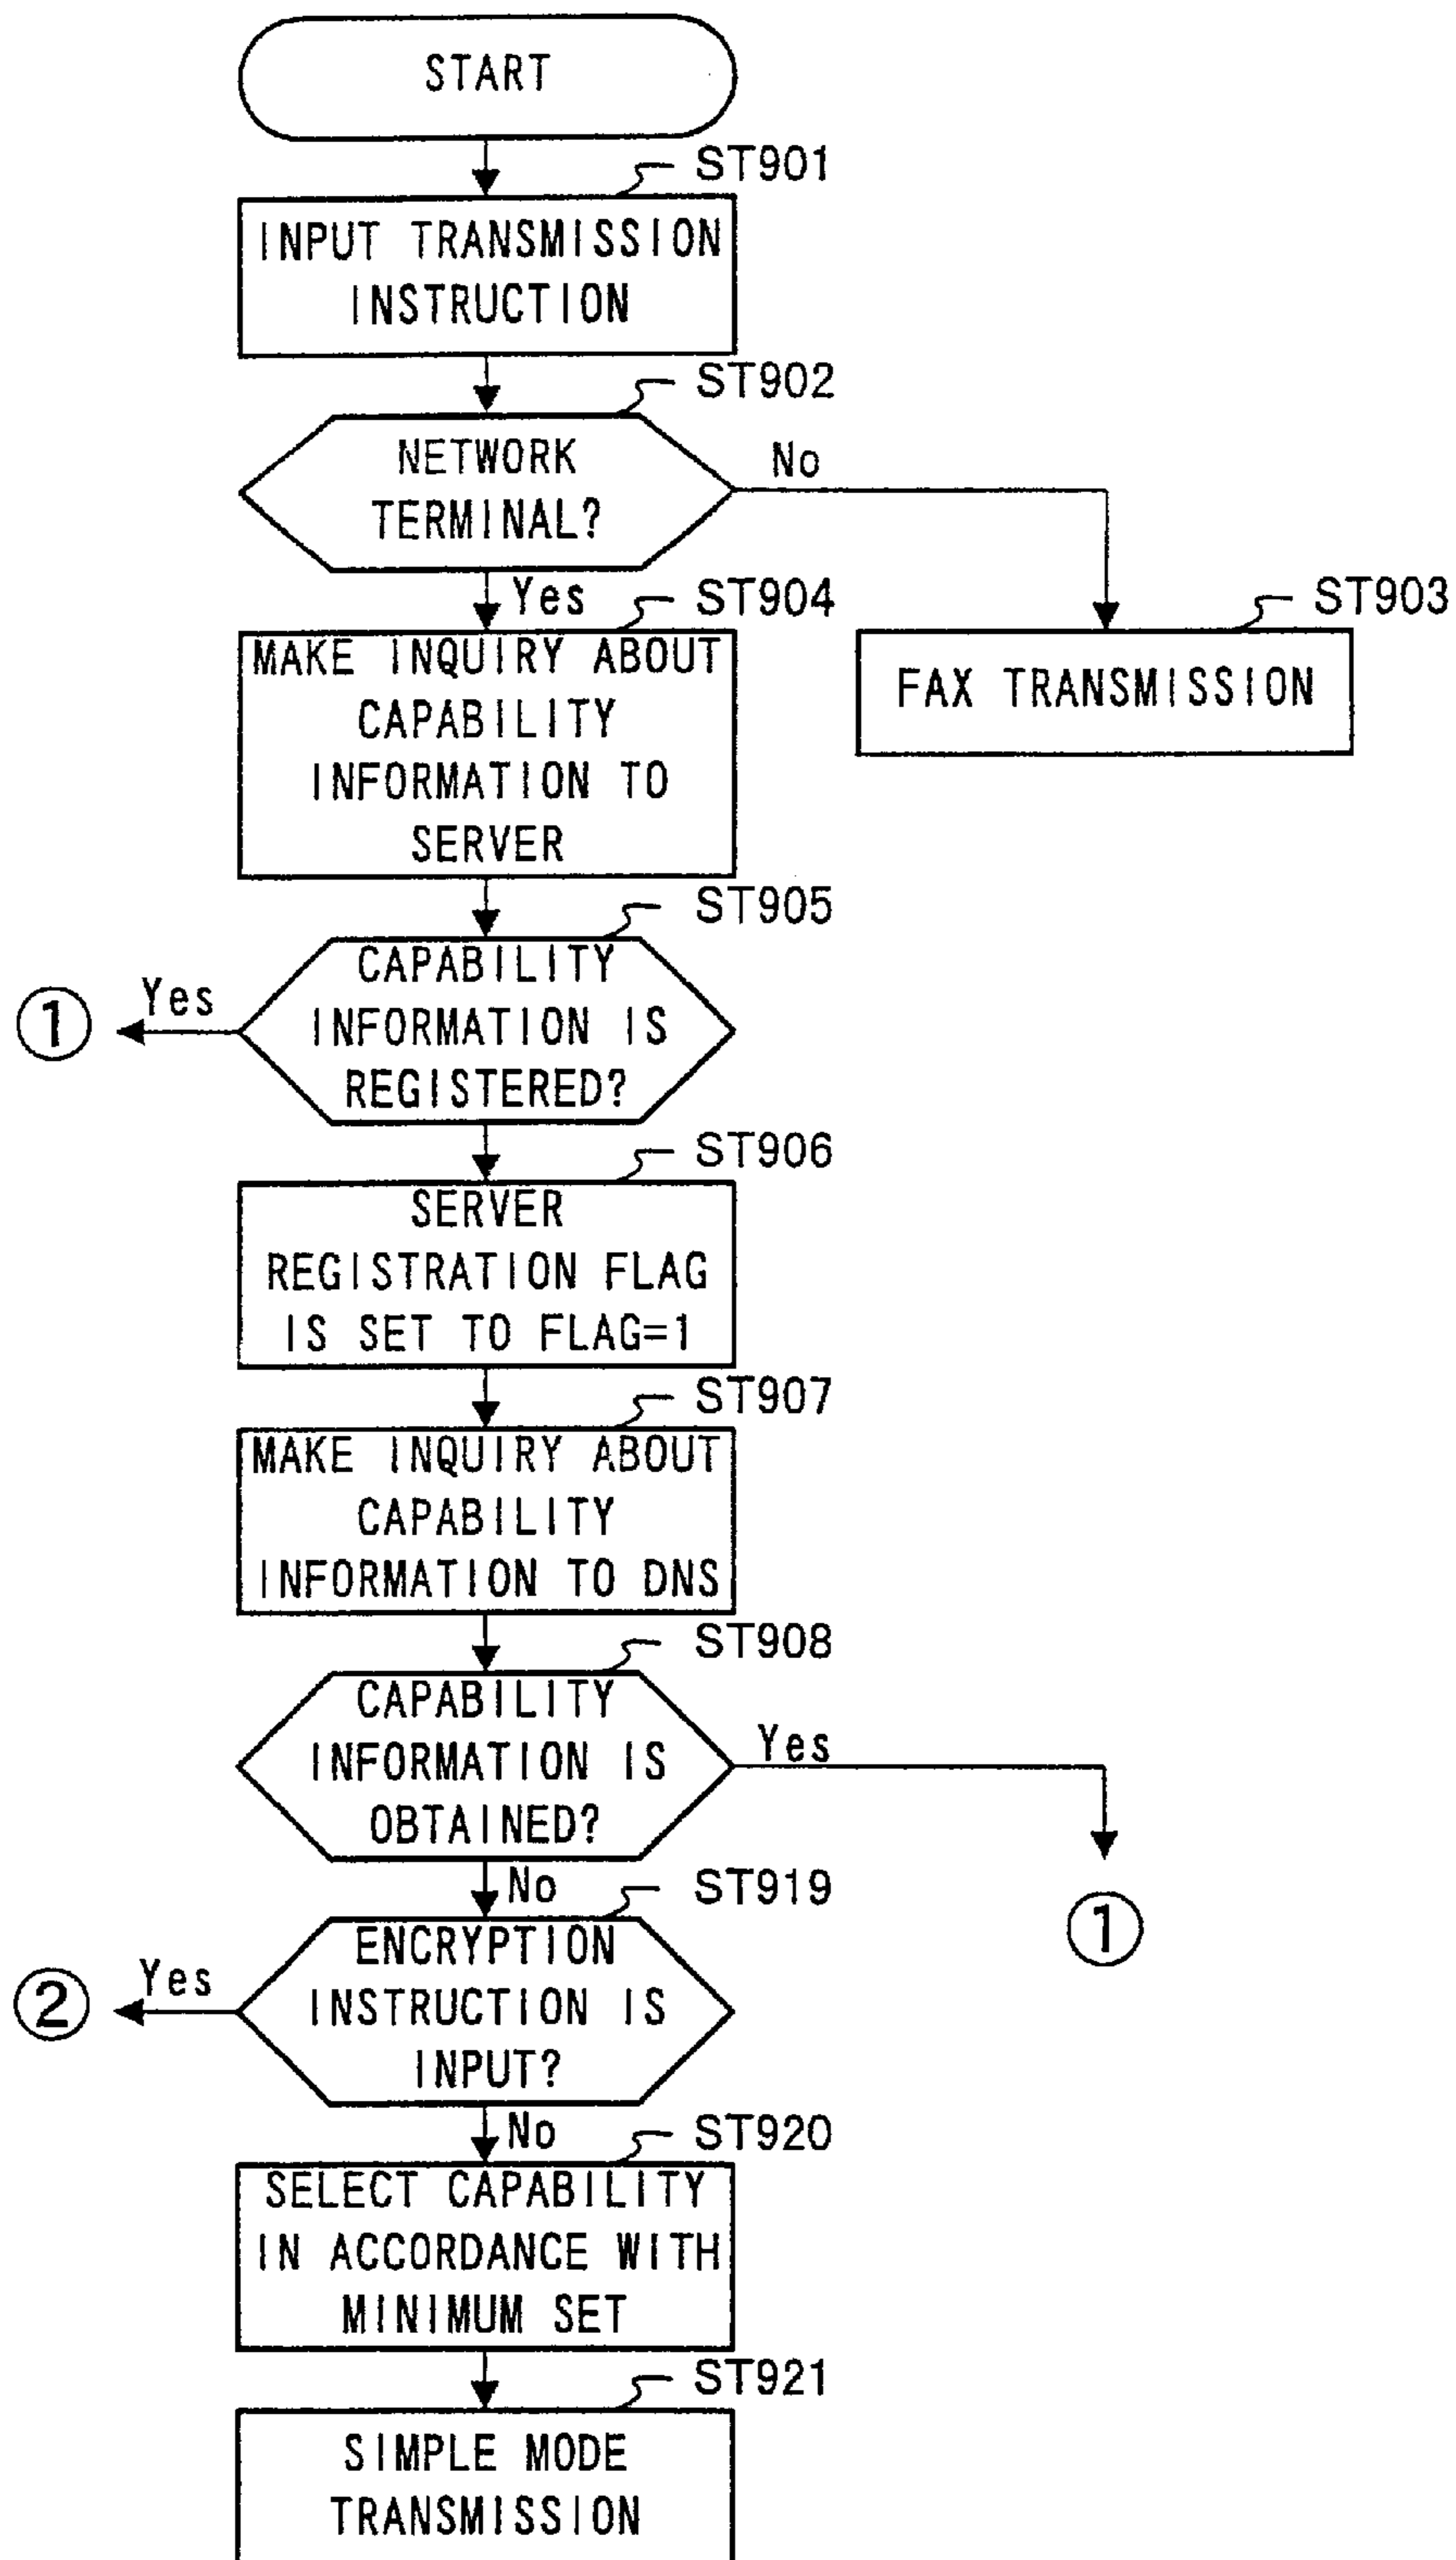 START
ST901
INPUT TRANSMISSION
INSTRUCTION
ST902
NETWORK
TERMINAL?
No
Yes
ST904
ST903
MAKE INQUIRY ABOUT
CAPABILITY
INFORMATION TO
SERVER
FAX TRANSMISSION
ST905
CAPABILITY
INFORMATION IS
REGISTERED?
Yes
①
ST906
SERVER
REGISTRATION FLAG
IS SET TO FLAG=1
ST907
MAKE INQUIRY ABOUT
CAPABILITY
INFORMATION TO DNS
ST908
CAPABILITY
INFORMATION IS
OBTAINED?
Yes
①
No
ST919
ENCRYPTION
INSTRUCTION IS
INPUT?
Yes
②
No
ST920
SELECT CAPABILITY
IN ACCORDANCE WITH
MINIMUM SET
ST921
SIMPLE MODE
TRANSMISSION